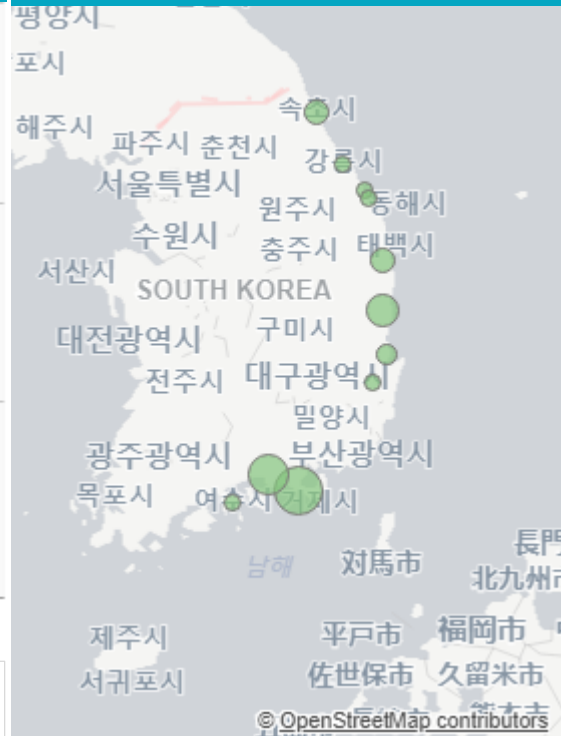 평양시
포시
속초시
해주시
파주시 춘천시
강릉시
서울특별시
원주시 동해시
수원시 충주시 태백시
서산시
SOUTH KOREA
대전광역시 구미시
전주시 대구광역시
밀양시
광주광역시 부산광역시
목포시 여수시 거제시
남해 対馬市
長門
北九州市
제주시 平戸市 福岡市
서귀포시 佐世保市 久留米市
熊本市
© OpenStreetMap contributors